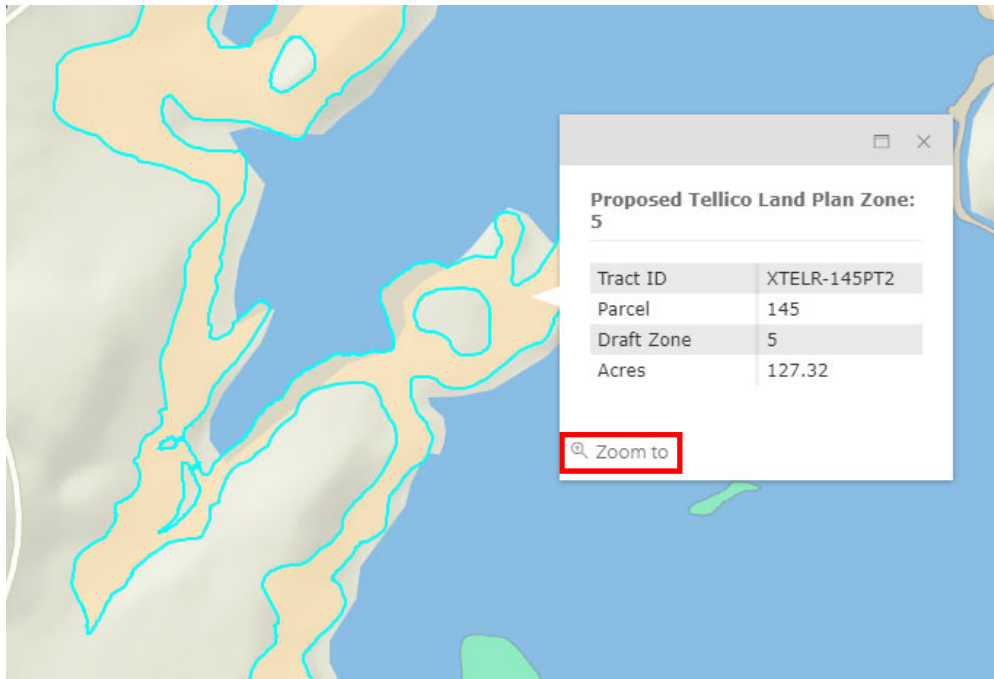 Proposed Tellico Land Plan Zone:
5
Tract ID XTELR-145PT2
Parcel 145
Draft Zone 5
Acres 127.32
Zoom to